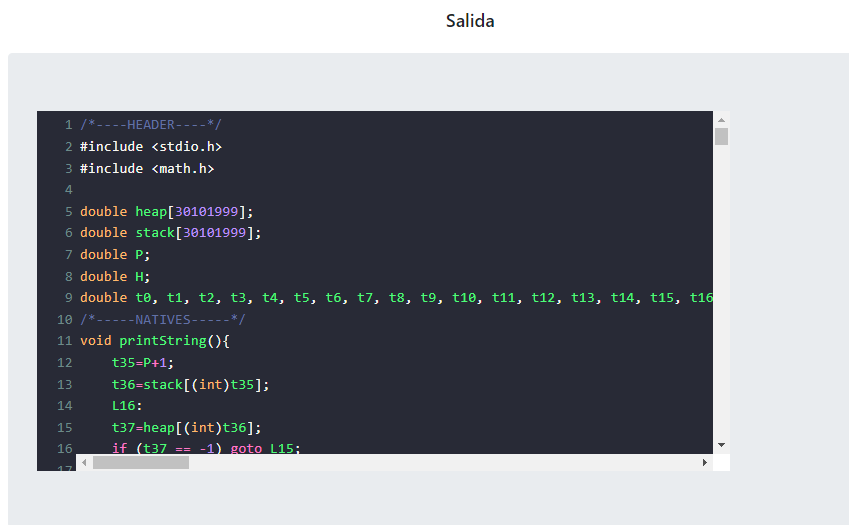 Salida
1 /*----HEADER----*/
2 #include <stdio.h>
3 #include <math.h>
4
5 double heap[30101999];
6 double stack[30101999];
7 double P;
8 double H;
9 double t0, t1, t2, t3, t4, t5, t6, t7, t8, t9, t10, t11, t12, t13, t14, t15, t16
10 /*-----NATIVES-----*/
11 void printString(){
12     t35=P+1;
13     t36=stack[(int)t35];
14     L16:
15     t37=heap[(int)t36];
16     if (t37 == -1) goto L15;
17